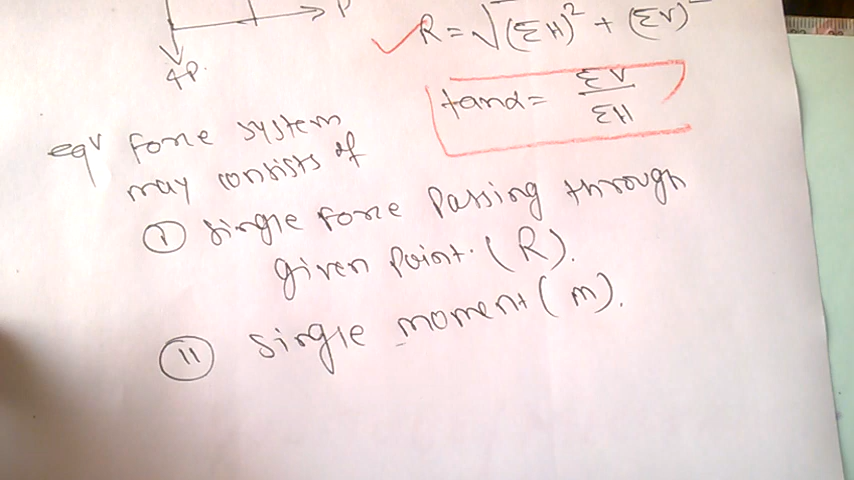 P
4P.
R = √(ΣH)² + (ΣV)²
tanα = ΣV / ΣH
eqv force system
may consists of
(I) single force passing through
given point. (R).
(II) single moment (m).